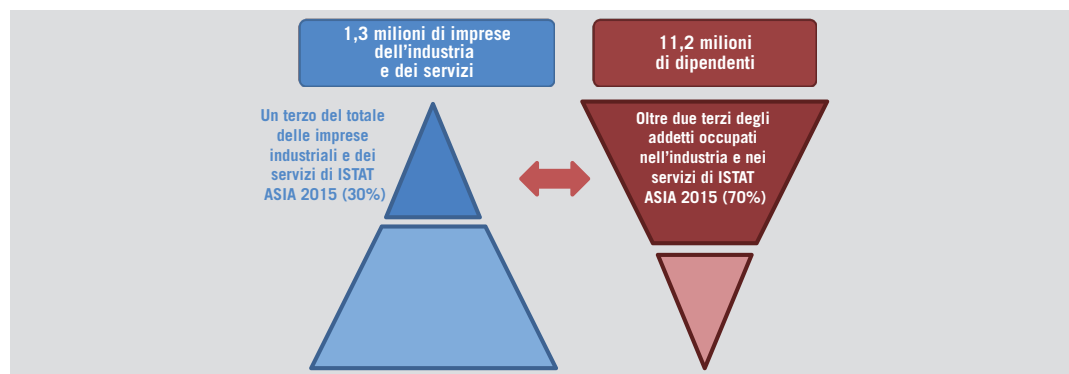 1,3 milioni di imprese
dell'industria
e dei servizi
11,2 milioni
di dipendenti
Un terzo del totale
delle imprese
industriali e dei
servizi di ISTAT
ASIA 2015 (30%)
Oltre due terzi degli
addetti occupati
nell'industria e nei
servizi di ISTAT
ASIA 2015 (70%)